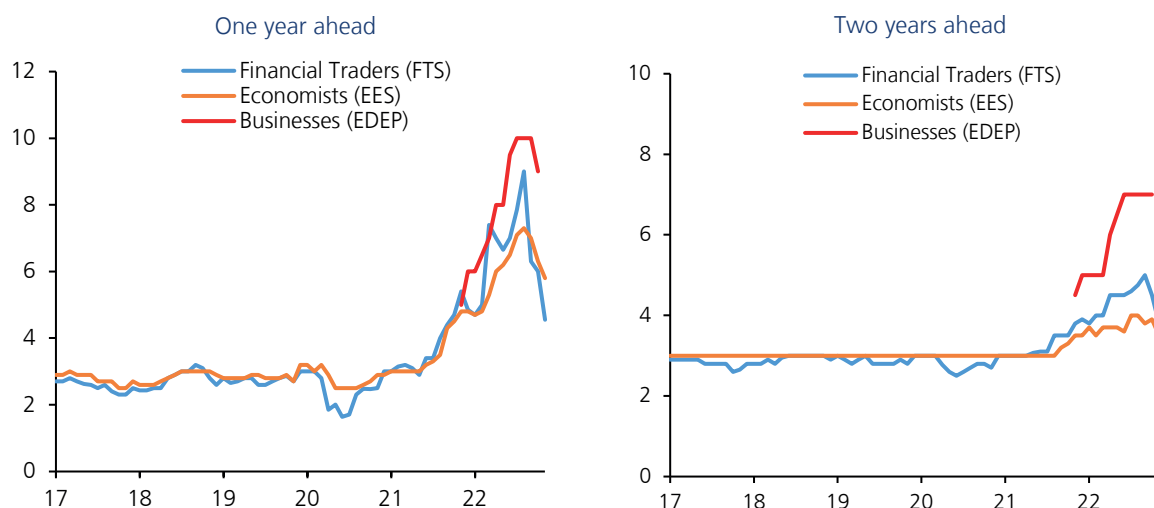 One year ahead
Financial Traders (FTS)
Economists (EES)
Businesses (EDEP)
12
10
8
6
4
2
0
17 18 19 20 21 22
Two years ahead
Financial Traders (FTS)
Economists (EES)
Businesses (EDEP)
10
8
6
4
2
0
17 18 19 20 21 22